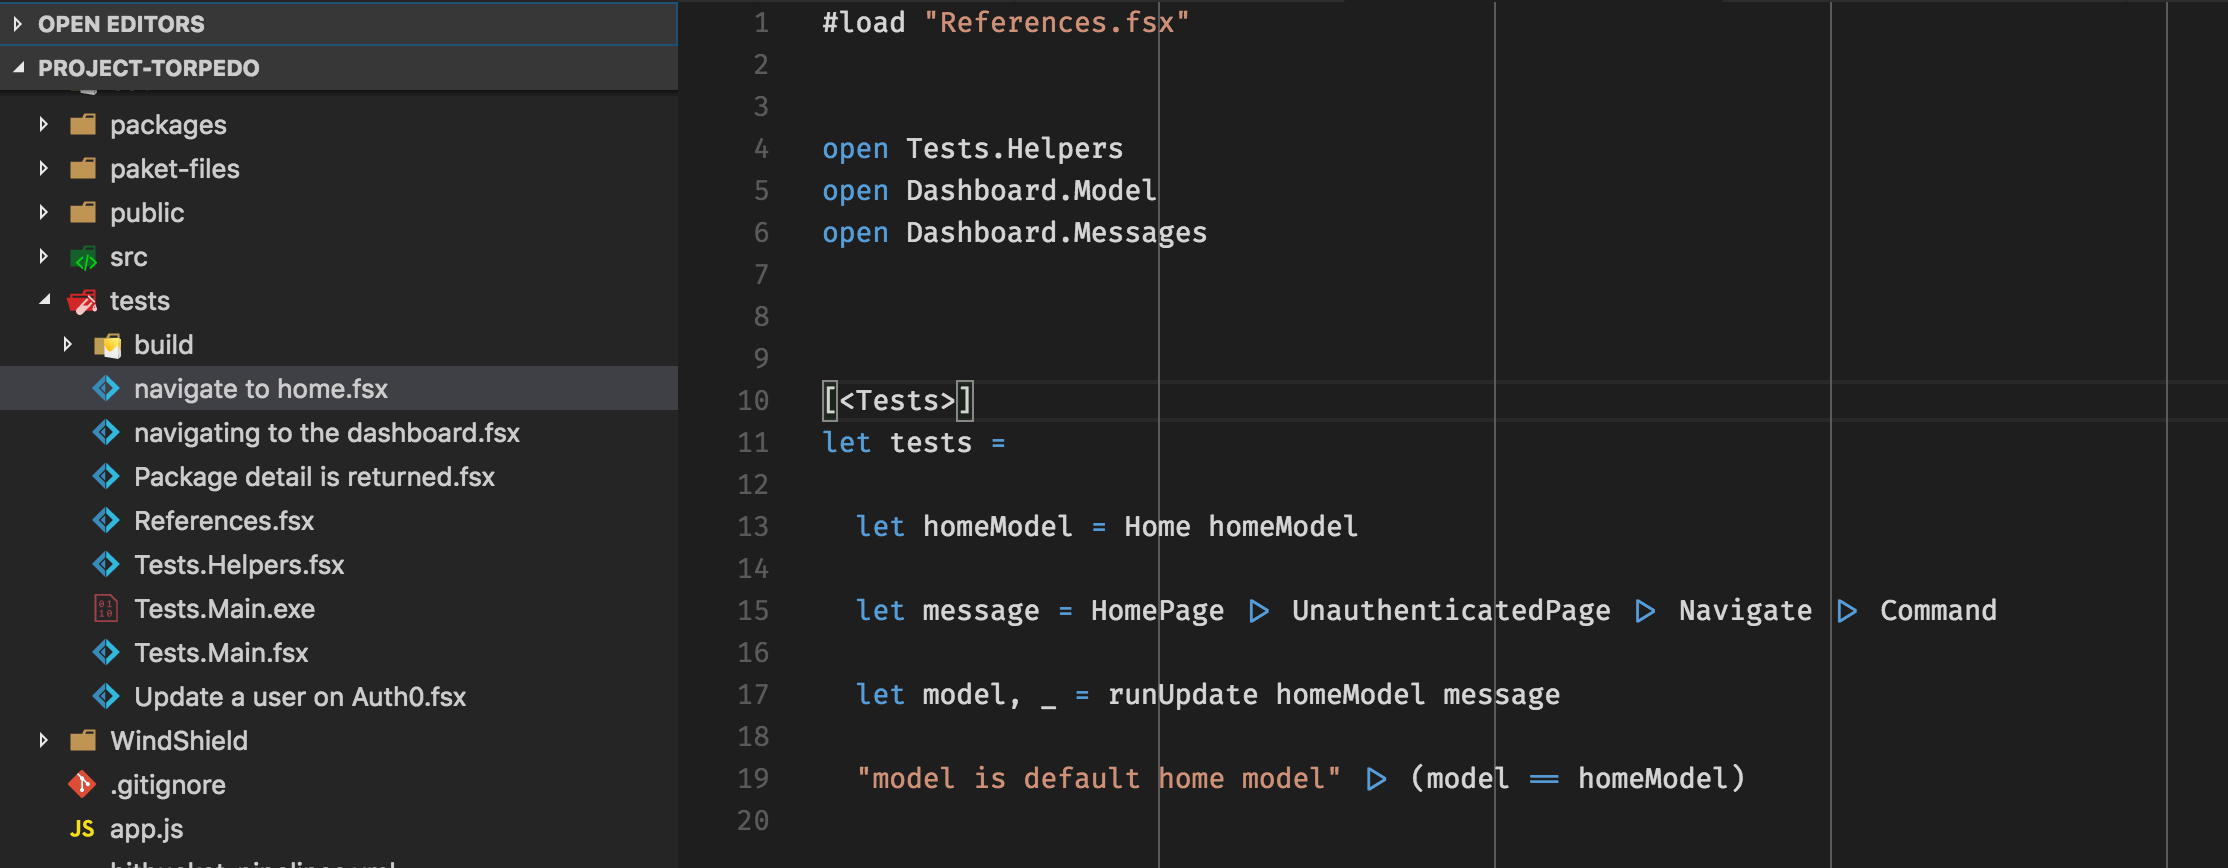 OPEN EDITORS
PROJECT-TORPEDO
packages
paket-files
public
src
tests
build
navigate to home.fsx
navigating to the dashboard.fsx
Package detail is returned.fsx
References.fsx
Tests.Helpers.fsx
Tests.Main.exe
Tests.Main.fsx
Update a user on Auth0.fsx
WindShield
.gitignore
JS app.js
1 #load "References.fsx"
2
3
4 open Tests.Helpers
5 open Dashboard.Model
6 open Dashboard.Messages
7
8
9
10 [<Tests>]
11 let tests =
12
13 let homeModel = Home homeModel
14
15 let message = HomePage ▷ UnauthenticatedPage ▷ Navigate ▷ Command
16
17 let model, _ = runUpdate homeModel message
18
19 "model is default home model" ▷ (model == homeModel)
20